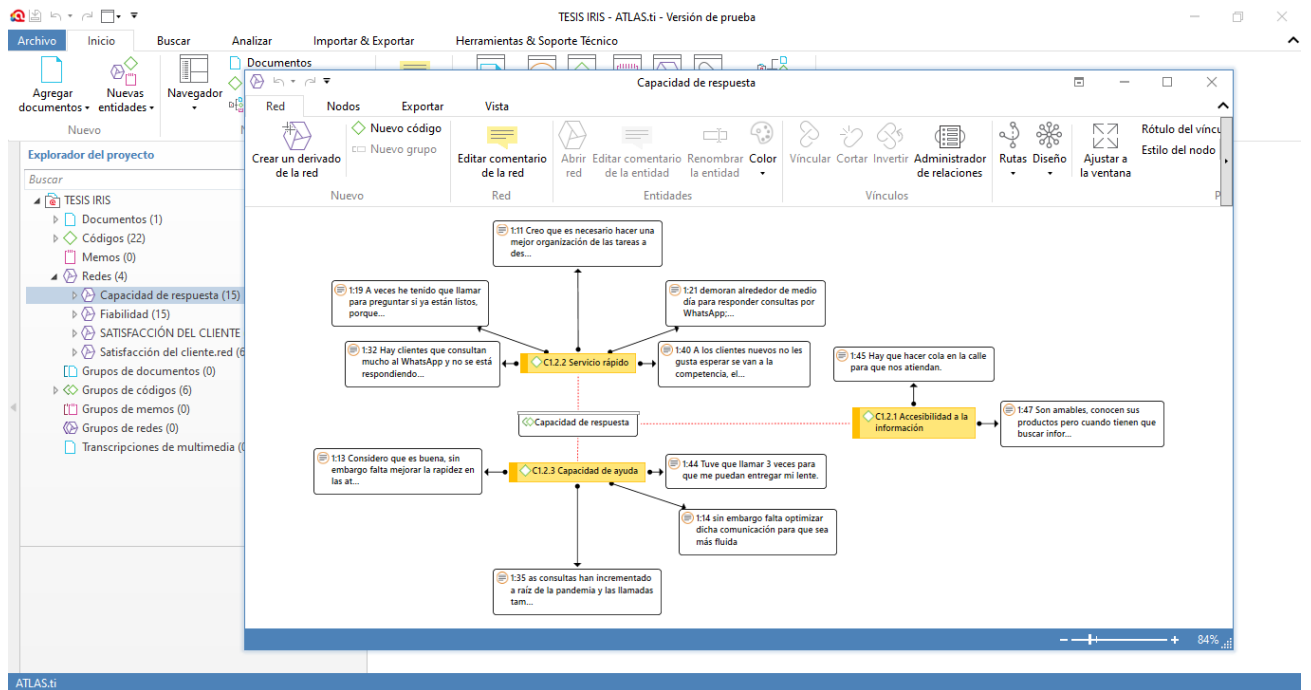 TESIS IRIS - ATLAS.ti - Versión de prueba
Archivo Inicio Buscar Analizar Importar & Exportar Herramientas & Soporte Técnico
Agregar
documentos
Nuevas
entidades
Navegador
Documentos
Nuevo
Explorador del proyecto
Buscar
TESIS IRIS
Documentos (1)
Códigos (22)
Memos (0)
Redes (4)
Capacidad de respuesta (15)
Fiabilidad (15)
SATISFACCIÓN DEL CLIENTE
Satisfacción del cliente.red (6
Grupos de documentos (0)
Grupos de códigos (6)
Grupos de memos (0)
Grupos de redes (0)
Transcripciones de multimedia (0
Capacidad de respuesta
Red Nodos Exportar Vista
Crear un derivado
de la red
Nuevo código
Nuevo grupo
Editar comentario
de la red
Abrir
red
Editar comentario
de la entidad
Renombrar
la entidad
Color
Víncular
Cortar
Invertir
Administrador
de relaciones
Rutas
Diseño
Ajustar a
la ventana
Rótulo del víncu
Estilo del nodo
Nuevo Red Entidades Vínculos P
1:11 Creo que es necesario hacer una
mejor organización de las tareas a
des...
1:19 A veces he tenido que llamar
para preguntar si ya están listos,
porque...
1:21 demoran alrededor de medio
día para responder consultas por
WhatsApp;...
1:32 Hay clientes que consultan
mucho al WhatsApp y no se está
respondiendo...
C1.2.2 Servicio rápido
1:40 A los clientes nuevos no les
gusta esperar se van a la
competencia, el...
1:45 Hay que hacer cola en la calle
para que nos atiendan.
Capacidad de respuesta
C1.2.1 Accesibilidad a la
información
1:47 Son amables, conocen sus
productos pero cuando tienen que
buscar infor...
1:13 Considero que es buena, sin
embargo falta mejorar la rapidez en
las at...
C1.2.3 Capacidad de ayuda
1:44 Tuve que llamar 3 veces para
que me puedan entregar mi lente.
1:14 sin embargo falta optimizar
dicha comunicación para que sea
más fluida
1:35 as consultas han incrementado
a raíz de la pandemia y las llamadas
tam...
84%
ATLAS.ti